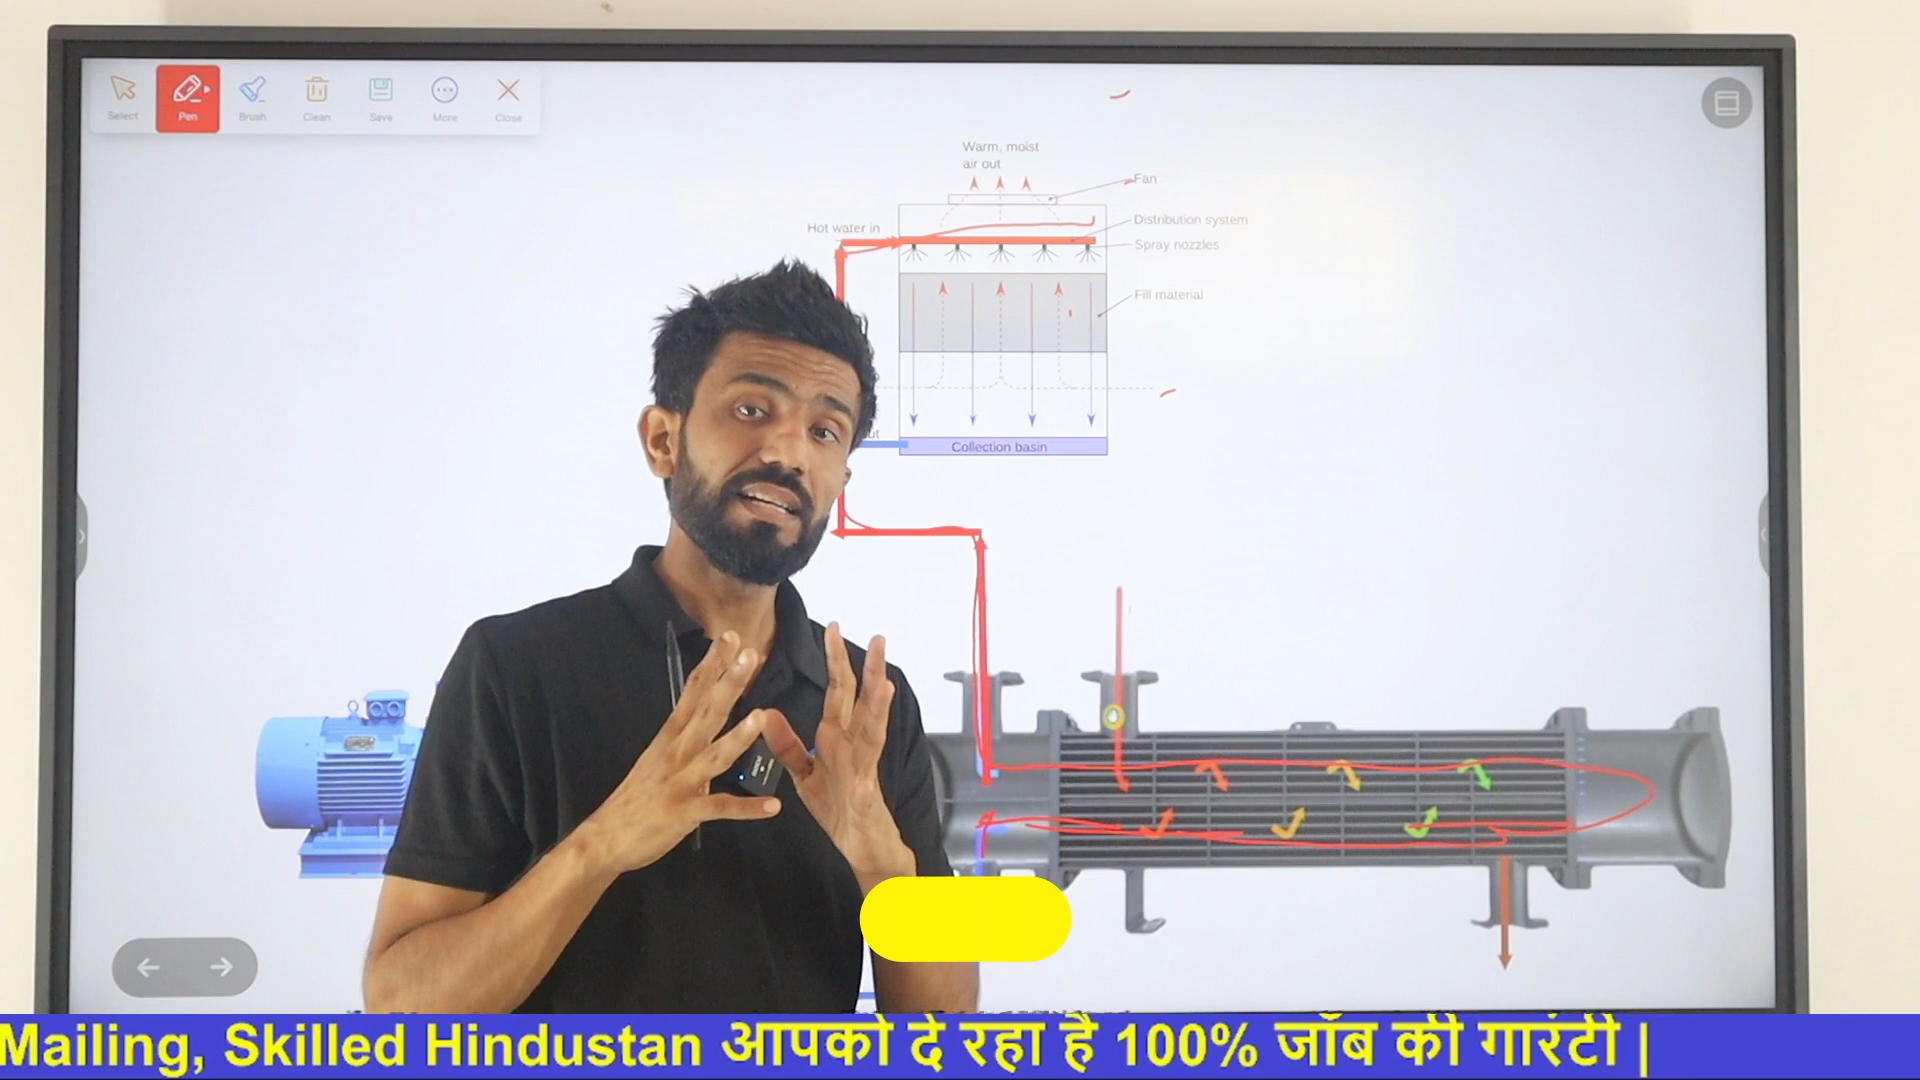 Select Pen Brush Clean Save More Close
Warm, moist
air out
Fan
Hot water in
Distribution system
Spray nozzles
Fill material
Collection basin
Mailing, Skilled Hindustan आपको दे रहा है 100% जॉब की गारंटी |